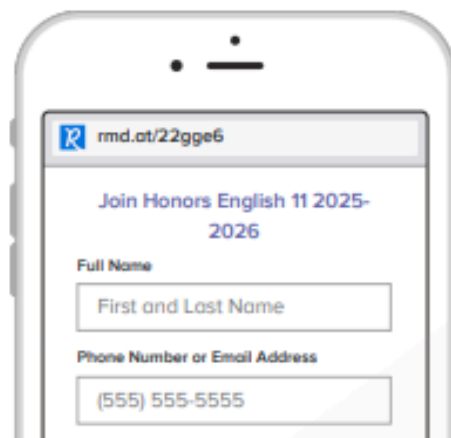 rmd.at/22gge6
Join Honors English 11 2025-
2026
Full Name
First and Last Name
Phone Number or Email Address
(555) 555-5555